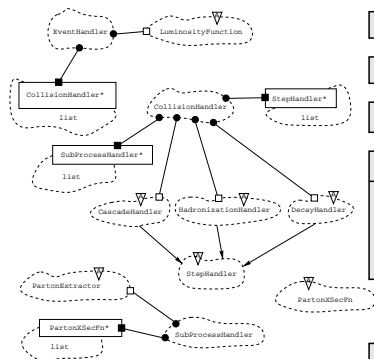 EventHandler
LuminosityFunction
CollisionHandler*
list
CollisionHandler
StepHandler*
list
SubProcessHandler*
list
CascadeHandler
HadronizationHandler
DecayHandler
StepHandler
PartonExtractor
PartonXSecFn
PartonXSecFn*
list
SubProcessHandler